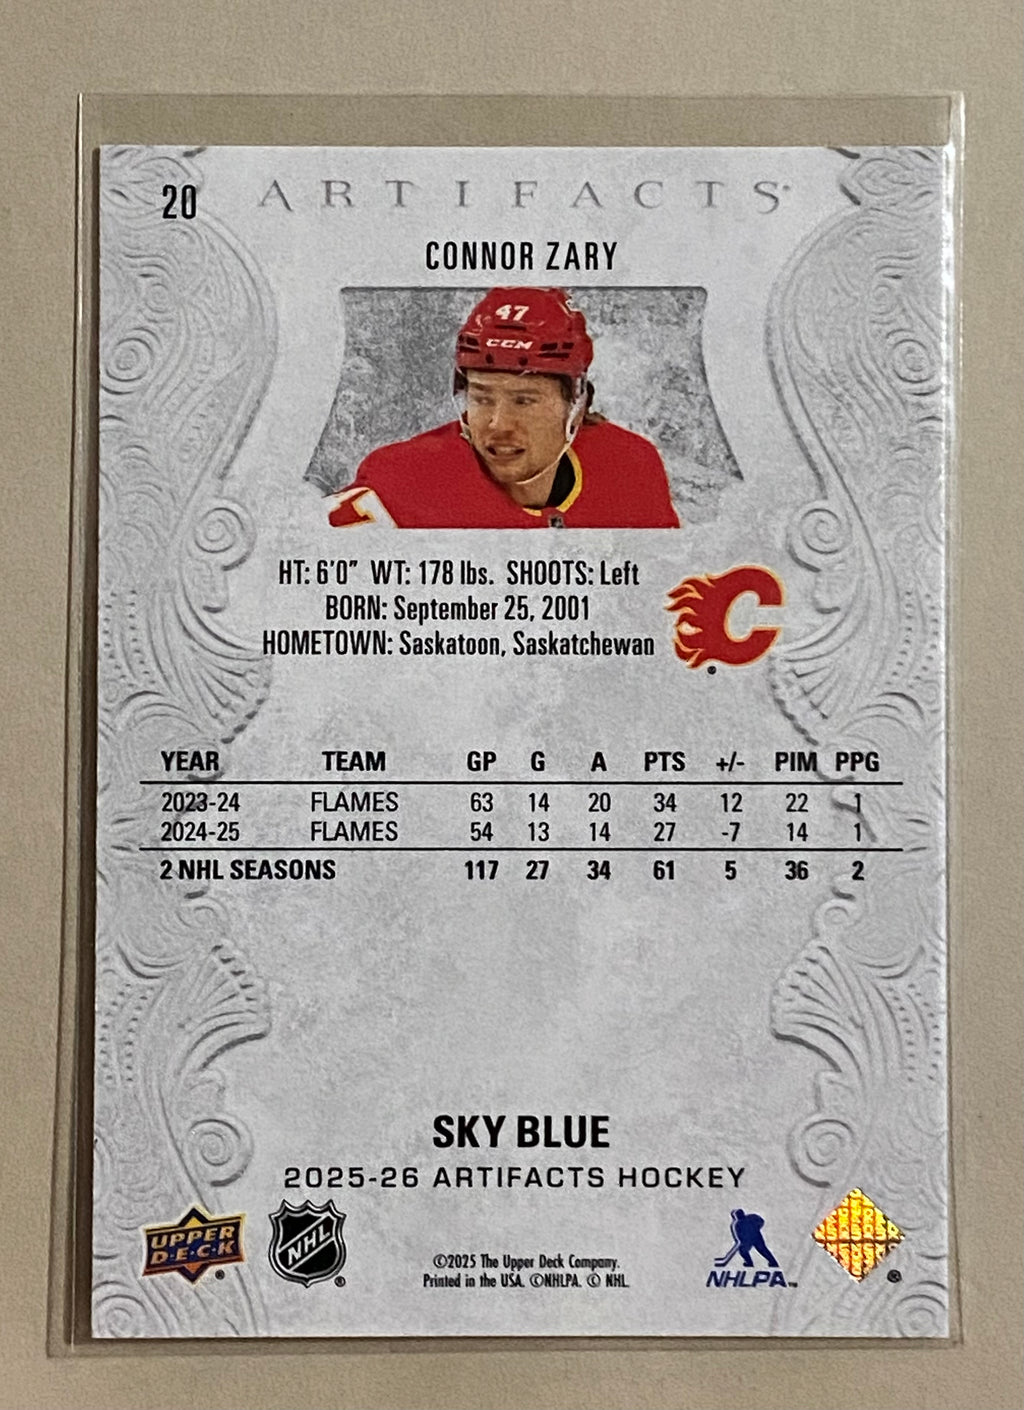 20 ARTIFACTS
CONNOR ZARY
47
CCM
HT: 6'0" WT: 178 lbs. SHOOTS: Left
BORN: September 25, 2001
HOMETOWN: Saskatoon, Saskatchewan
®
YEAR TEAM GP G A PTS +/- PIM PPG
2023-24 FLAMES 63 14 20 34 12 22 1
2024-25 FLAMES 54 13 14 27 -7 14 1
2 NHL SEASONS 117 27 34 61 5 36 2
SKY BLUE
2025-26 ARTIFACTS HOCKEY
UPPER
D·E·C·K
®
NHL
®
©2025 The Upper Deck Company.
Printed in the USA. ©NHLPA. © NHL.
NHLPA™
®